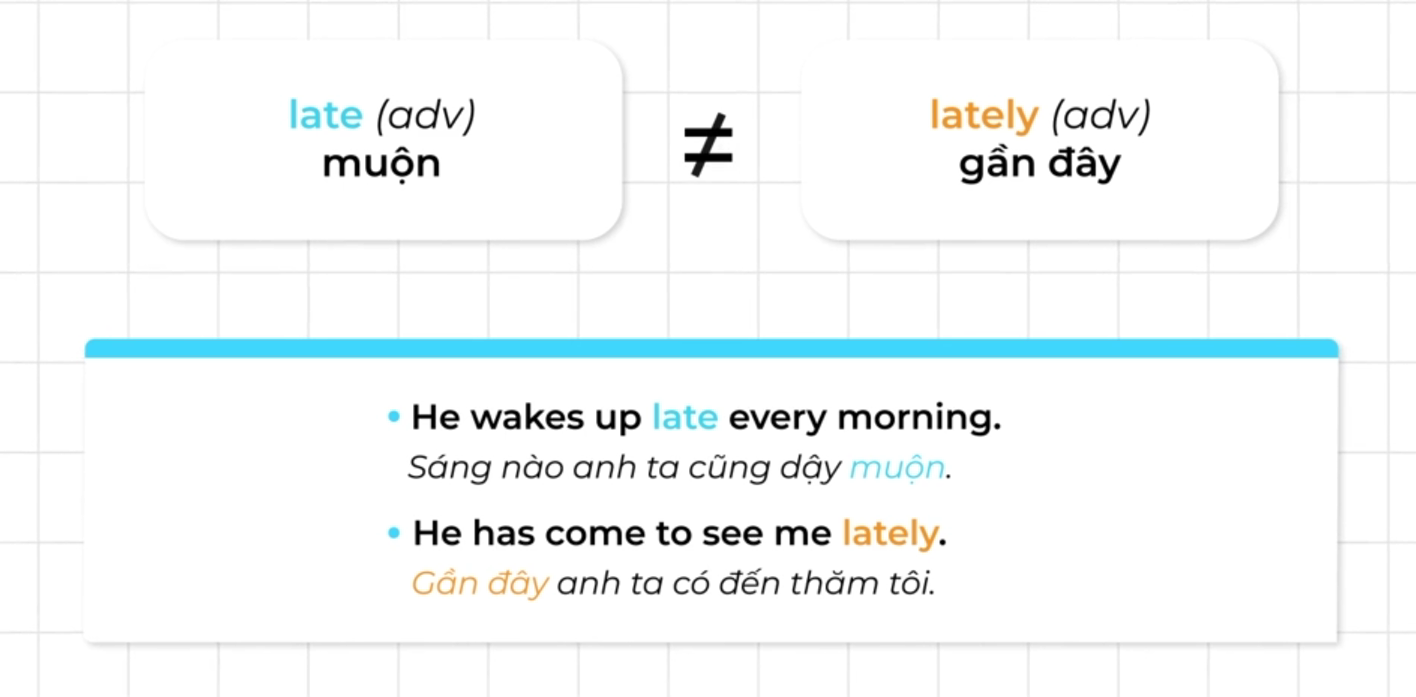 late (adv)
muộn
≠
lately (adv)
gần đây
• He wakes up late every morning.
Sáng nào anh ta cũng dậy muộn.
• He has come to see me lately.
Gần đây anh ta có đến thăm tôi.